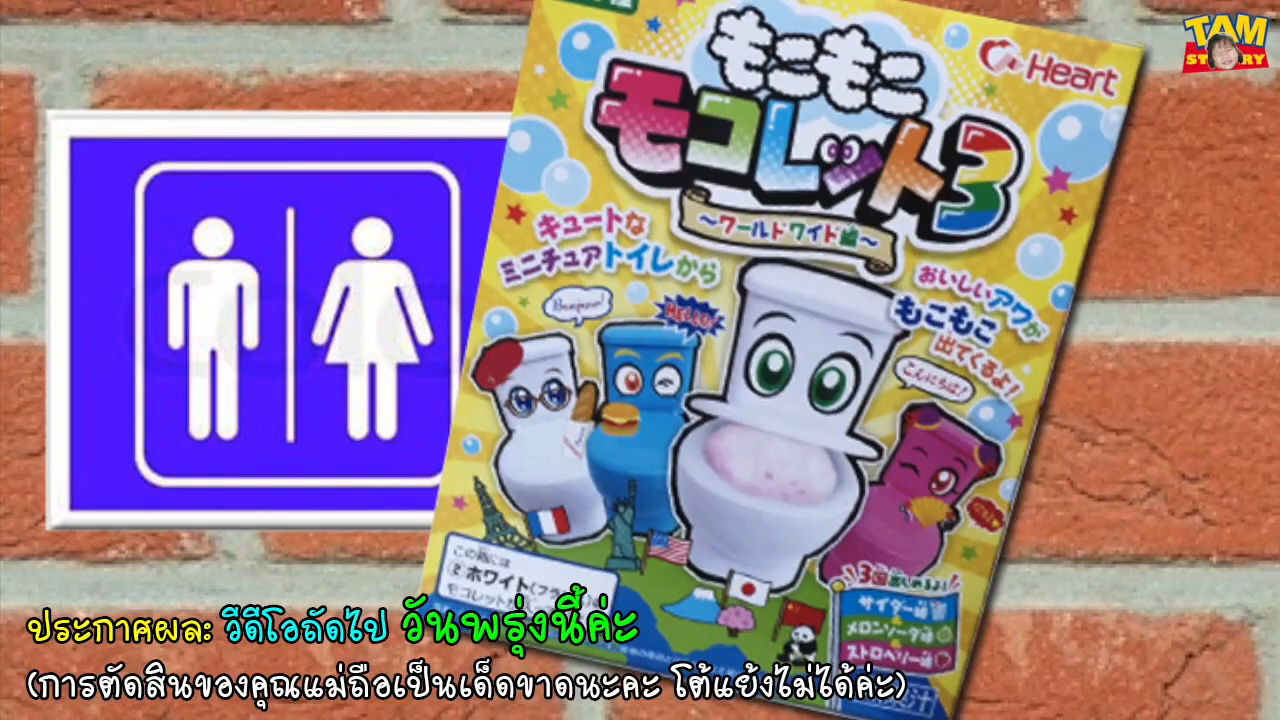 TAM
STORY
Heart
もこもこ
モコレット3
～ワールドワイド編～
キュートな
ミニチュアトイレから
おいしいアワが
もこもこ
出てくるよ!
Bonjour!
HELLO!
こんにちは!
この箱には
②ホワイト
モコレット
3回楽しめるよ!
サイダー味
メロンソーダ味
ストロベリー味
ประกาศผละ วีดีโอถัดไป วันพรุ่งนี้ค่ะ
(การตัดสินของคุณแม่ถือเป็นเด็ดขาดนะคะ โต้แย้งไม่ได้ค่ะ)